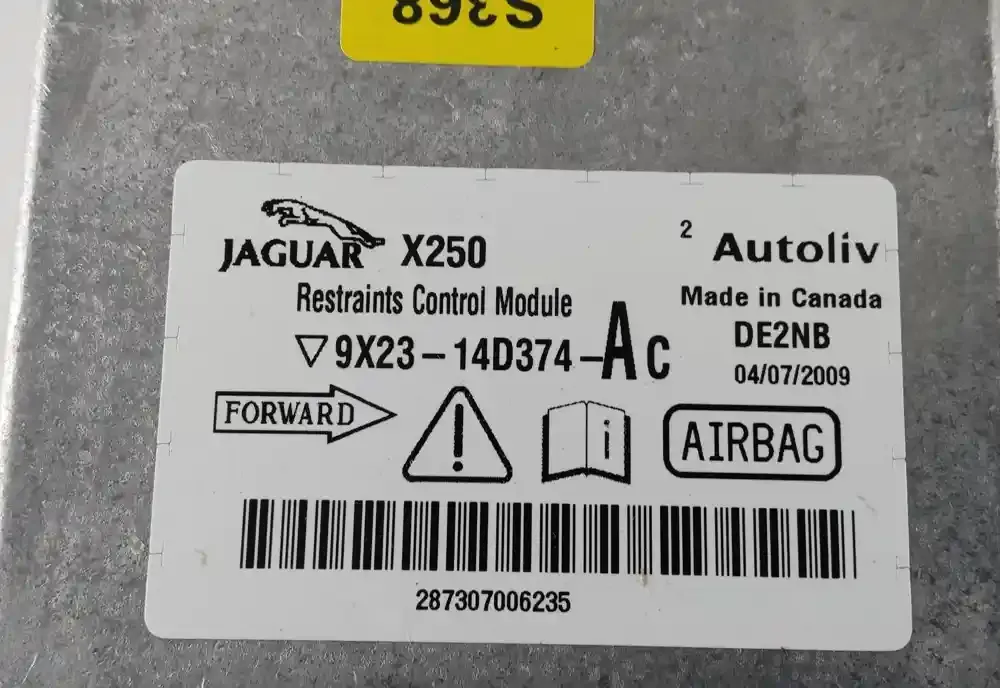 S368
JAGUAR X250
2 Autoliv
Restraints Control Module
Made in Canada
▽9X23-14D374-Ac
DE2NB
04/07/2009
FORWARD
i
AIRBAG
287307006235